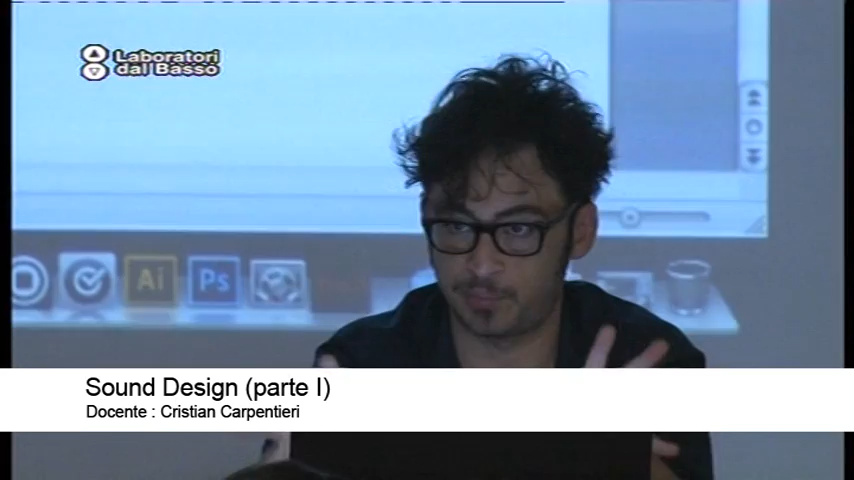 Laboratori
dal Basso
Ai
Ps
Sound Design (parte I)
Docente : Cristian Carpentieri